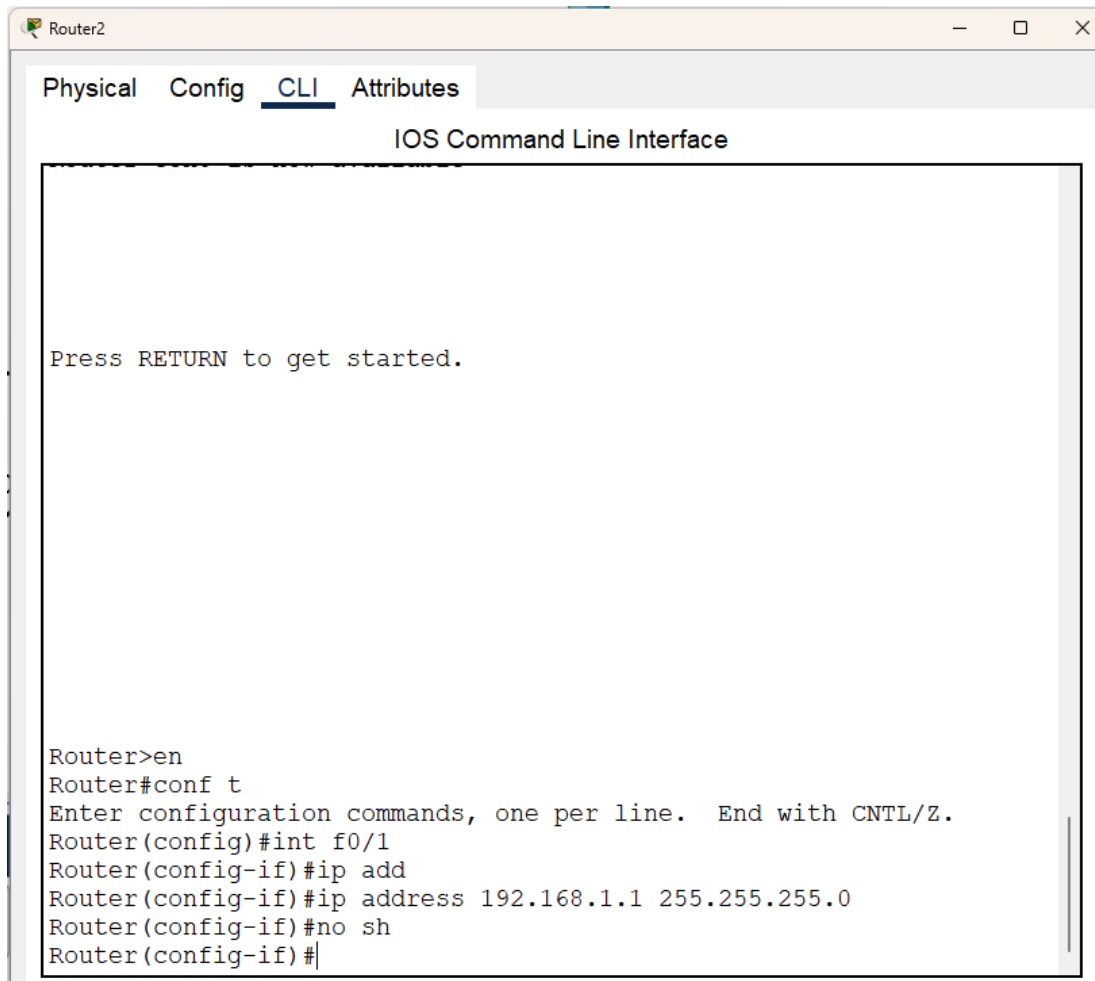 Router2
Physical Config CLI Attributes
IOS Command Line Interface
Press RETURN to get started.
Router>en
Router#conf t
Enter configuration commands, one per line.  End with CNTL/Z.
Router(config)#int f0/1
Router(config-if)#ip add
Router(config-if)#ip address 192.168.1.1 255.255.255.0
Router(config-if)#no sh
Router(config-if)#